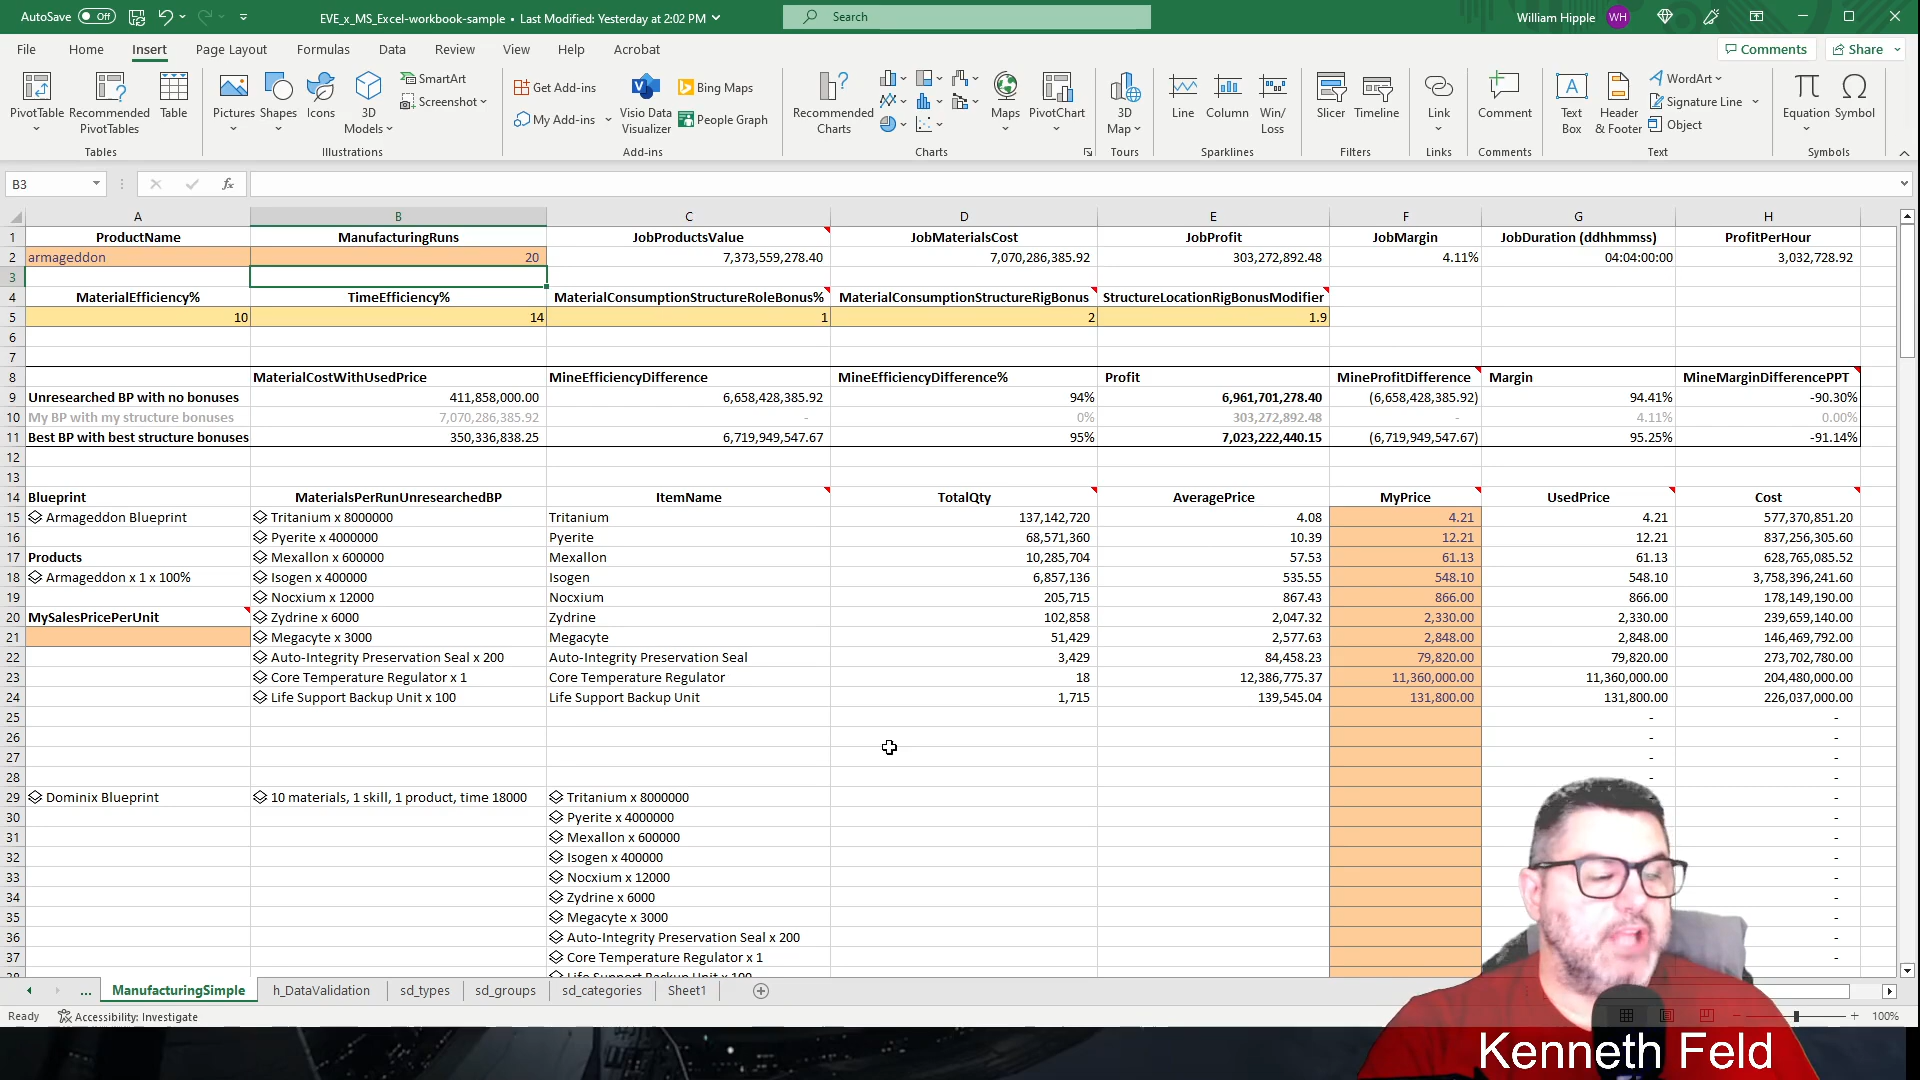 AutoSave Off EVE_x_MS_Excel-workbook-sample • Last Modified: Yesterday at 2:02 PM Search William Hipple WH
File Home Insert Page Layout Formulas Data Review View Help Acrobat Comments Share
PivotTable Recommended PivotTables Table Pictures Shapes Icons 3D Models SmartArt Screenshot Get Add-ins My Add-ins Visio Data Visualizer Bing Maps People Graph Recommended Charts Maps PivotChart 3D Map Line Column Win/Loss Slicer Timeline Link Comment Text Box Header & Footer WordArt Signature Line Object Equation Symbol
Tables Illustrations Add-ins Charts Tours Sparklines Filters Links Comments Text Symbols
B3 fx
A B C D E F G H
1 ProductName ManufacturingRuns JobProductsValue JobMaterialsCost JobProfit JobMargin JobDuration (ddhhmmss) ProfitPerHour
2 armageddon 20 7,373,559,278.40 7,070,286,385.92 303,272,892.48 4.11% 04:04:00:00 3,032,728.92
3
4 MaterialEfficiency% TimeEfficiency% MaterialConsumptionStructureRoleBonus% MaterialConsumptionStructureRigBonus StructureLocationRigBonusModifier
5 10 14 1 2 1.9
6
7
8 MaterialCostWithUsedPrice MineEfficiencyDifference MineEfficiencyDifference% Profit MineProfitDifference Margin MineMarginDifferencePPT
9 Unresearched BP with no bonuses 411,858,000.00 6,658,428,385.92 94% 6,961,701,278.40 (6,658,428,385.92) 94.41% -90.30%
10 My BP with my structure bonuses 7,070,286,385.92 - 0% 303,272,892.48 - 4.11% 0.00%
11 Best BP with best structure bonuses 350,336,838.25 6,719,949,547.67 95% 7,023,222,440.15 (6,719,949,547.67) 95.25% -91.14%
12
13
14 Blueprint MaterialsPerRunUnresearchedBP ItemName TotalQty AveragePrice MyPrice UsedPrice Cost
15 Armageddon Blueprint Tritanium x 8000000 Tritanium 137,142,720 4.08 4.21 4.21 577,370,851.20
16 Pyerite x 4000000 Pyerite 68,571,360 10.39 12.21 12.21 837,256,305.60
17 Products Mexallon x 600000 Mexallon 10,285,704 57.53 61.13 61.13 628,765,085.52
18 Armageddon x 1 x 100% Isogen x 400000 Isogen 6,857,136 535.55 548.10 548.10 3,758,396,241.60
19 Nocxium x 12000 Nocxium 205,715 867.43 866.00 866.00 178,149,190.00
20 MySalesPricePerUnit Zydrine x 6000 Zydrine 102,858 2,047.32 2,330.00 2,330.00 239,659,140.00
21 Megacyte x 3000 Megacyte 51,429 2,577.63 2,848.00 2,848.00 146,469,792.00
22 Auto-Integrity Preservation Seal x 200 Auto-Integrity Preservation Seal 3,429 84,458.23 79,820.00 79,820.00 273,702,780.00
23 Core Temperature Regulator x 1 Core Temperature Regulator 18 12,386,775.37 11,360,000.00 11,360,000.00 204,480,000.00
24 Life Support Backup Unit x 100 Life Support Backup Unit 1,715 139,545.04 131,800.00 131,800.00 226,037,000.00
25 - -
26 - -
27 - -
28 - -
29 Dominix Blueprint 10 materials, 1 skill, 1 product, time 18000 Tritanium x 8000000 -
30 Pyerite x 4000000 -
31 Mexallon x 600000 -
32 Isogen x 400000 -
33 Nocxium x 12000 -
34 Zydrine x 6000 -
35 Megacyte x 3000 -
36 Auto-Integrity Preservation Seal x 200 -
37 Core Temperature Regulator x 1 -
38 Life Support Backup Unit x 100
... ManufacturingSimple h_DataValidation sd_types sd_groups sd_categories Sheet1
Ready Accessibility: Investigate 100%
Kenneth Feld